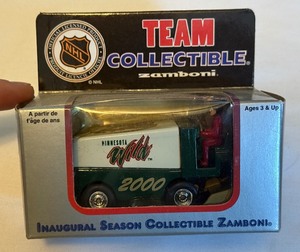 TEAM
COLLECTIBLE
zamboni
NHL
© NHL
A partir de
l'âge de ans
Ages 3 & Up
MINNESOTA
Wild
2000
INAUGURAL SEASON COLLECTIBLE ZAMBONI®